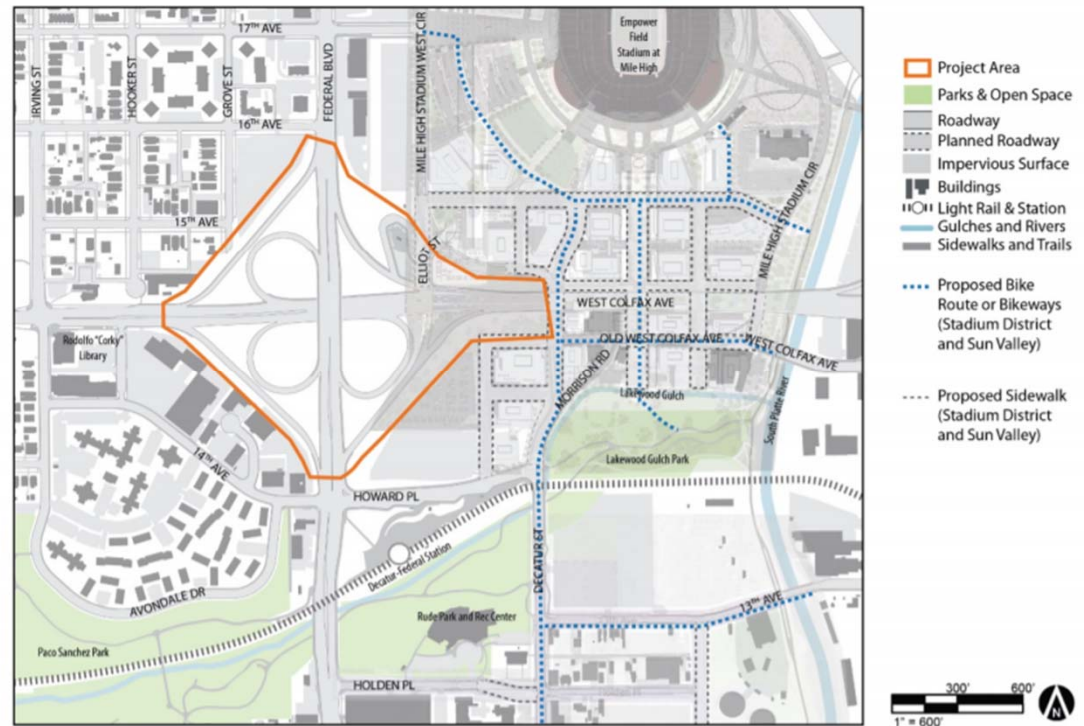 17TH AVE
IRVING ST
HOOKER ST
GROVE ST
FEDERAL BLVD
MILE HIGH STADIUM WEST CIR
Empower
Field
Stadium at
Mile High
16TH AVE
15TH AVE
ELLIOT ST
MILE HIGH STADIUM CIR
WEST COLFAX AVE
OLD WEST COLFAX AVE
WEST COLFAX AVE
Rodolfo "Corky"
Library
MORRISON RD
Lakewood Gulch
South Platte River
14TH AVE
Lakewood Gulch Park
HOWARD PL
Decatur-Federal Station
DECATUR ST
AVONDALE DR
13TH AVE
Rude Park and Rec Center
Paco Sanchez Park
HOLDEN PL
Project Area
Parks & Open Space
Roadway
Planned Roadway
Impervious Surface
Buildings
Light Rail & Station
Gulches and Rivers
Sidewalks and Trails
Proposed Bike
Route or Bikeways
(Stadium District
and Sun Valley)
Proposed Sidewalk
(Stadium District
and Sun Valley)
300' 600'
1" = 600'
N